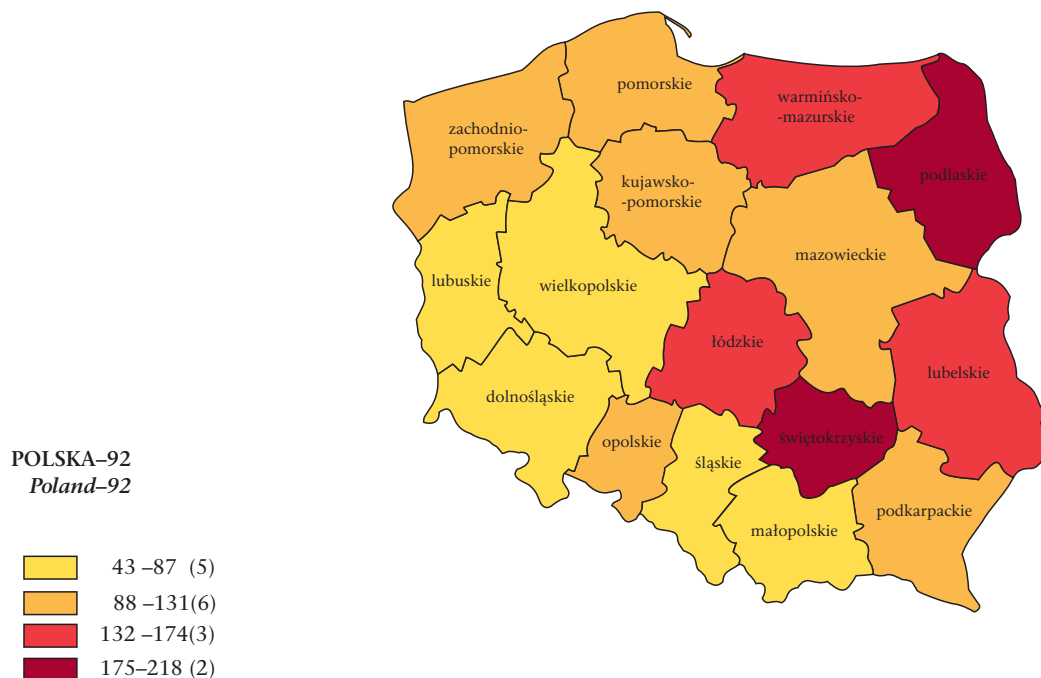 pomorskie
warmińsko-
-mazurskie
zachodnio-
pomorskie
podlaskie
kujawsko-
-pomorskie
mazowieckie
lubuskie
wielkopolskie
łódzkie
lubelskie
dolnośląskie
świętokrzyskie
opolskie
śląskie
podkarpackie
małopolskie
POLSKA–92
Poland–92
43 –87 (5)
88 –131(6)
132 –174(3)
175–218 (2)